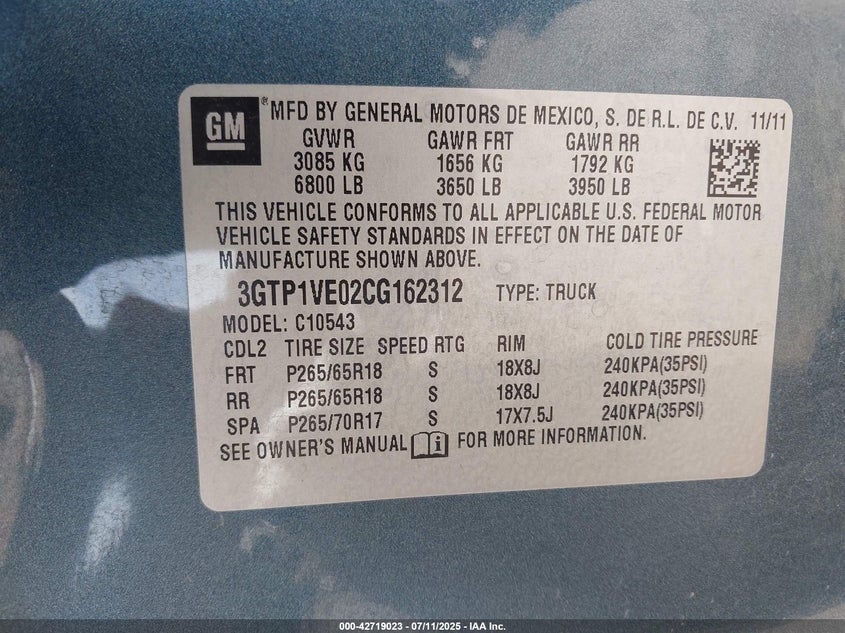 GM ® MFD BY GENERAL MOTORS DE MEXICO, S. DE R.L. DE C.V. 11/11
GVWR GAWR FRT GAWR RR
3085 KG 1656 KG 1792 KG
6800 LB 3650 LB 3950 LB
THIS VEHICLE CONFORMS TO ALL APPLICABLE U.S. FEDERAL MOTOR
VEHICLE SAFETY STANDARDS IN EFFECT ON THE DATE OF
MANUFACTURE SHOWN ABOVE.
3GTP1VE02CG162312 TYPE: TRUCK
MODEL: C10543
CDL2 TIRE SIZE SPEED RTG RIM COLD TIRE PRESSURE
FRT P265/65R18 S 18X8J 240KPA(35PSI)
RR P265/65R18 S 18X8J 240KPA(35PSI)
SPA P265/70R17 S 17X7.5J 240KPA(35PSI)
SEE OWNER'S MANUAL i FOR MORE INFORMATION.
000-42719023 - 07/11/2025 - IAA Inc.